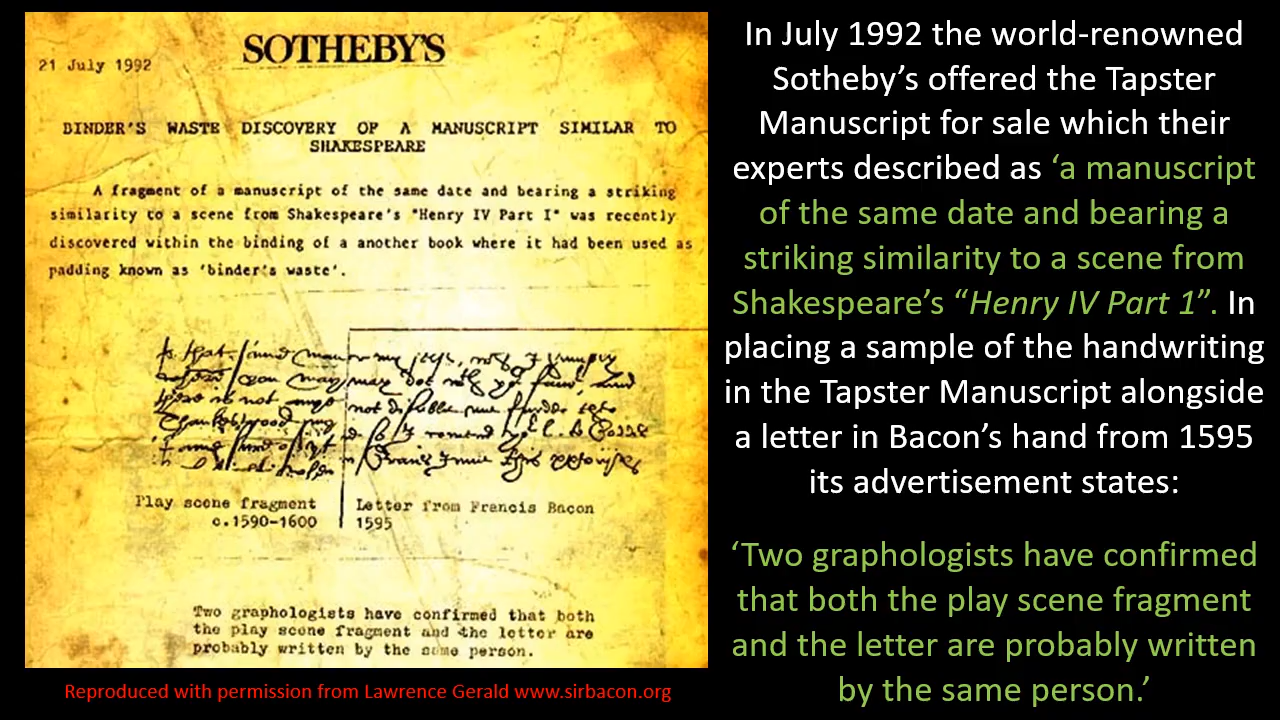 SOTHEBY'S
21 July 1992
BINDER'S WASTE DISCOVERY OF A MANUSCRIPT SIMILAR TO
SHAKESPEARE
A fragment of a manuscript of the same date and bearing a striking
similarity to a scene from Shakespeare's "Henry IV Part I" was recently
discovered within the binding of a another book where it had been used as
padding known as 'binder's waste'.
Play scene fragment
c.1590-1600
Letter from Francis Bacon
1595
Two graphologists have confirmed that both
the play scene fragment and the letter are
probably written by the same person.
Reproduced with permission from Lawrence Gerald www.sirbacon.org
In July 1992 the world-renowned
Sotheby’s offered the Tapster
Manuscript for sale which their
experts described as ‘a manuscript
of the same date and bearing a
striking similarity to a scene from
Shakespeare’s “Henry IV Part 1”. In
placing a sample of the handwriting
in the Tapster Manuscript alongside
a letter in Bacon’s hand from 1595
its advertisement states:
‘Two graphologists have confirmed
that both the play scene fragment
and the letter are probably written
by the same person.’